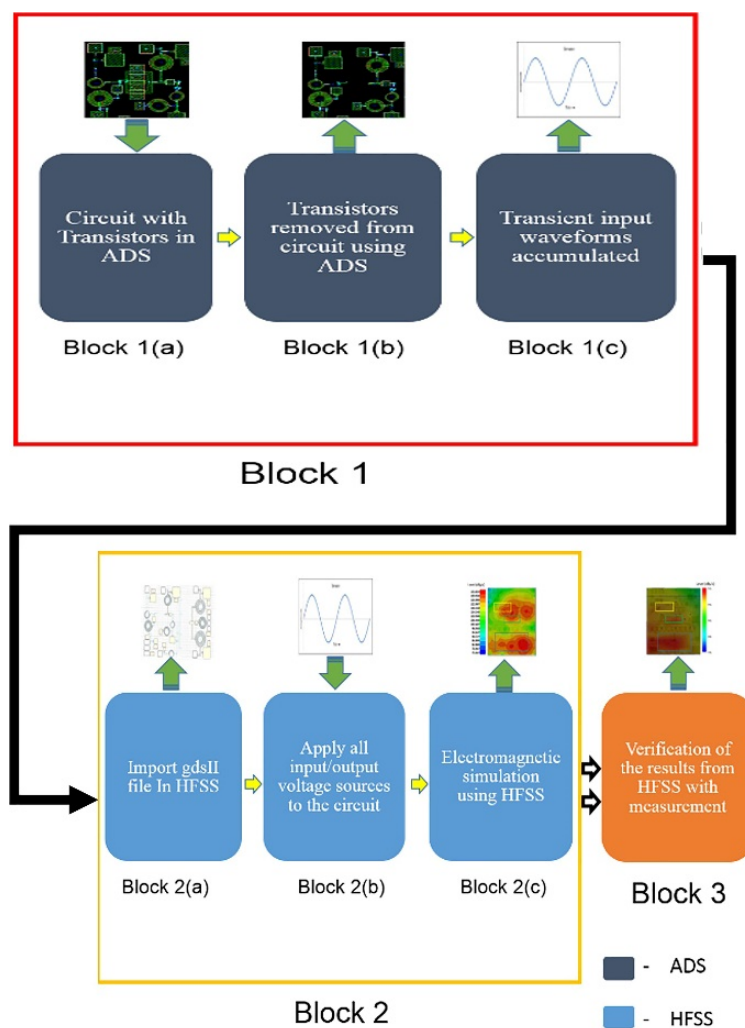 Circuit with
Transistors in
ADS
Transistors
removed from
circuit using
ADS
Transient input
waveforms
accumulated
Block 1(a)
Block 1(b)
Block 1(c)
Block 1
Import gdsII
file In HFSS
Apply all
input/output
voltage sources
to the circuit
Electromagnetic
simulation
using HFSS
Verification of
the results from
HFSS with
measurement
Block 2(a)
Block 2(b)
Block 2(c)
Block 3
Block 2
- ADS
- HFSS